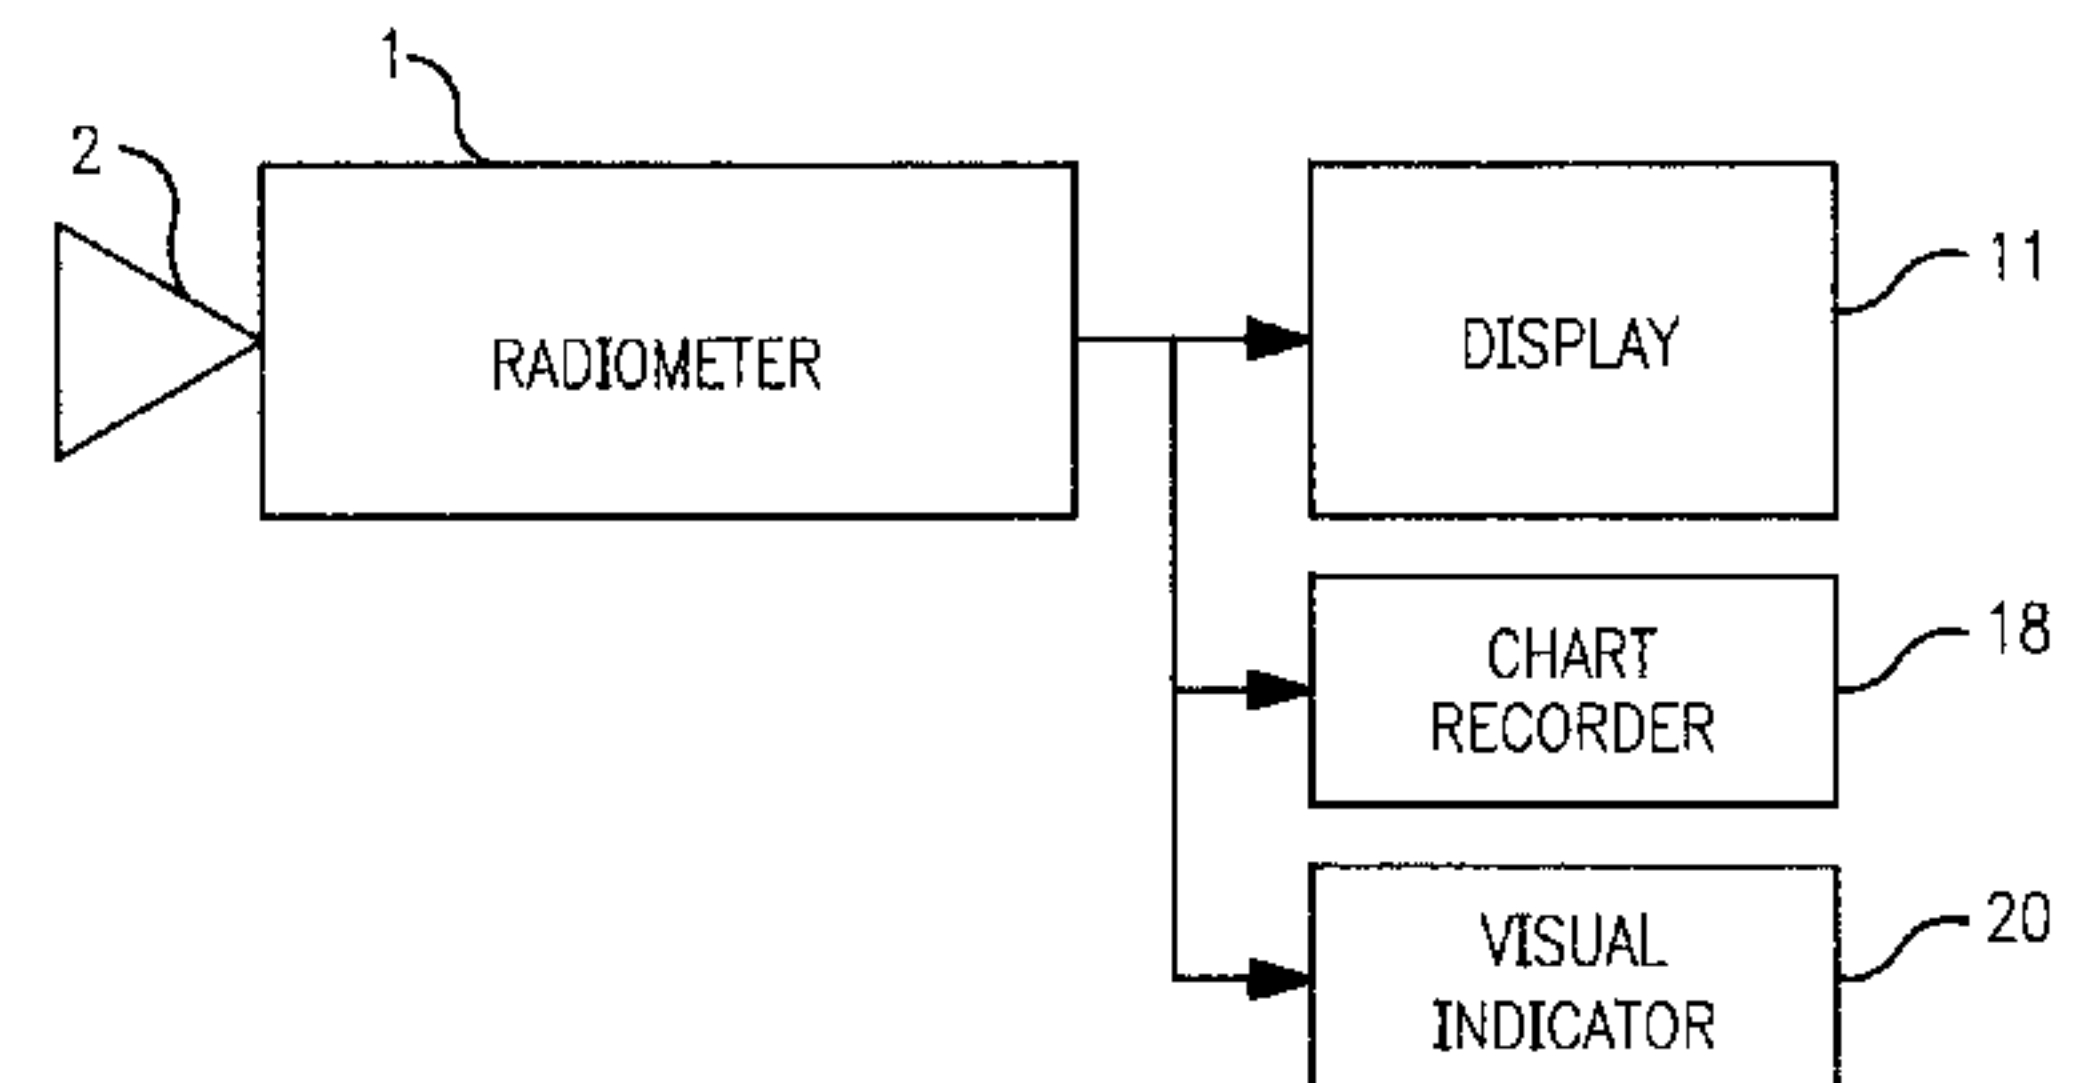 1
2
RADIOMETER
DISPLAY
11
CHART
RECORDER
18
VISUAL
INDICATOR
20